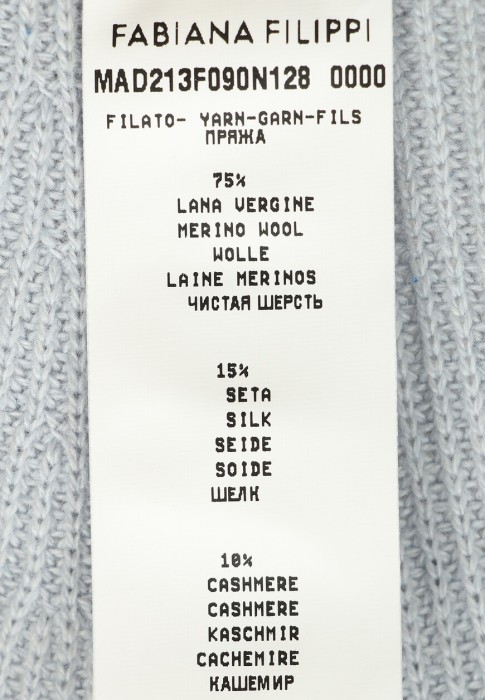 FABIANA FILIPPI
MAD213F090N128 0000
FILATO- YARN-GARN-FILS
ПРЯЖА
75%
LANA VERGINE
MERINO WOOL
WOLLE
LAINE MERINOS
ЧИСТАЯ ШЕРСТЬ
15%
SETA
SILK
SEIDE
SOIDE
ШЕЛК
10%
CASHMERE
CASHMERE
KASCHMIR
CACHEMIRE
КАШЕМИР